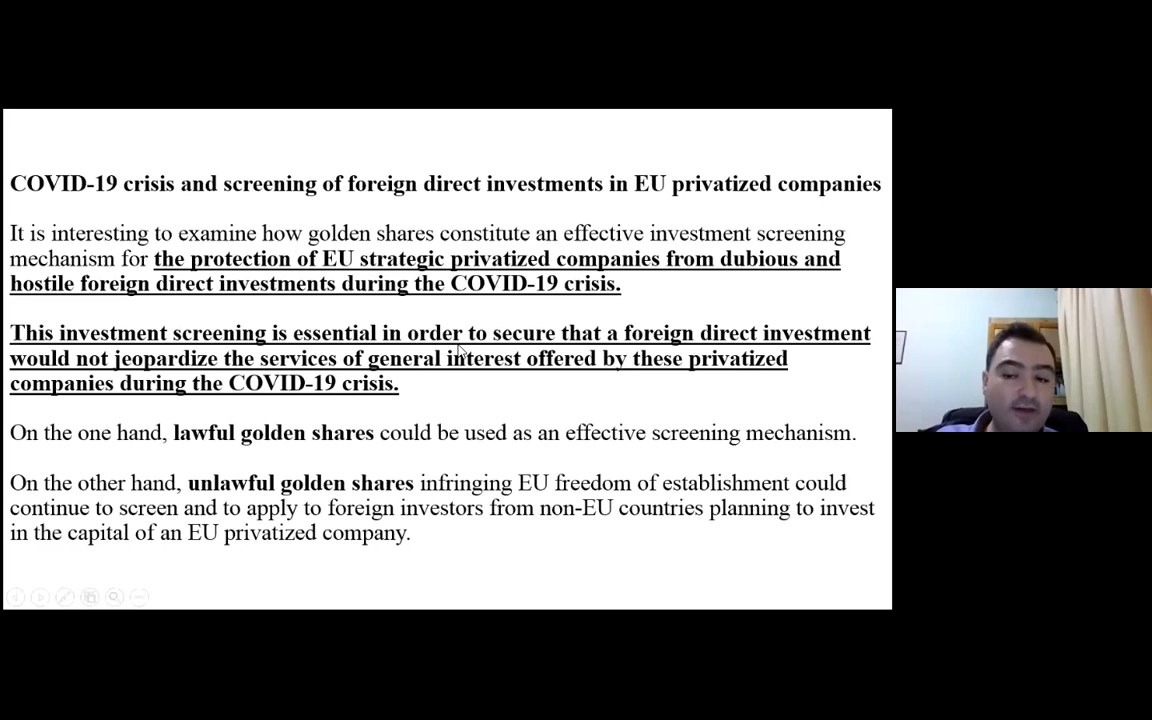 COVID-19 crisis and screening of foreign direct investments in EU privatized companies
It is interesting to examine how golden shares constitute an effective investment screening
mechanism for the protection of EU strategic privatized companies from dubious and
hostile foreign direct investments during the COVID-19 crisis.
This investment screening is essential in order to secure that a foreign direct investment
would not jeopardize the services of general interest offered by these privatized
companies during the COVID-19 crisis.
On the one hand, lawful golden shares could be used as an effective screening mechanism.
On the other hand, unlawful golden shares infringing EU freedom of establishment could
continue to screen and to apply to foreign investors from non-EU countries planning to invest
in the capital of an EU privatized company.